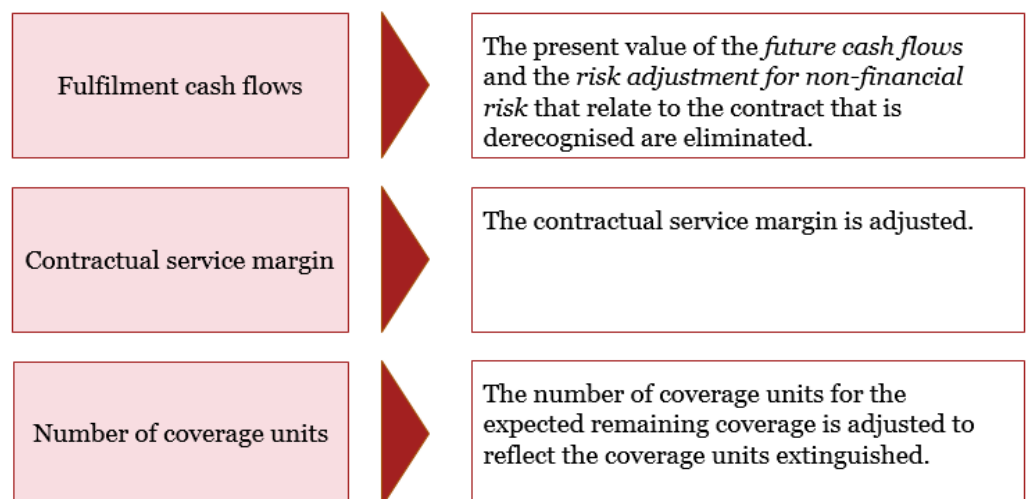 Fulfilment cash flows
The present value of the future cash flows
and the risk adjustment for non-financial
risk that relate to the contract that is
derecognised are eliminated.
Contractual service margin
The contractual service margin is adjusted.
Number of coverage units
The number of coverage units for the
expected remaining coverage is adjusted to
reflect the coverage units extinguished.